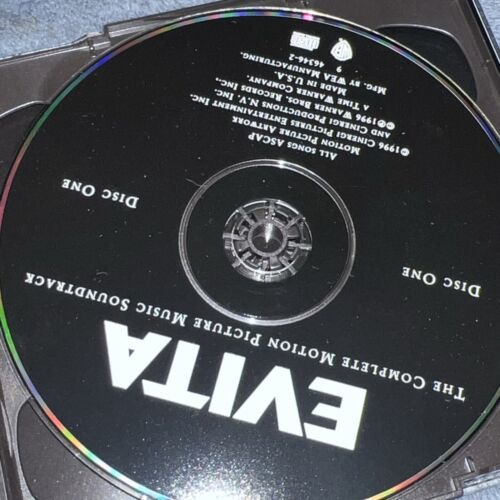 EVITA
THE COMPLETE MOTION PICTURE MUSIC SOUNDTRACK
DISC ONE
DISC ONE
ALL SONGS ASCAP
MOTION PICTURE ARTWORK
©1996 CINERGI PICTURES ENTERTAINMENT INC.
AND CINERGI PRODUCTIONS N.V. INC.
℗©1996 WARNER BROS. RECORDS INC.,
A TIME WARNER COMPANY.
MADE IN U.S.A.
MFG. BY WEA MANUFACTURING.
9 46346-2